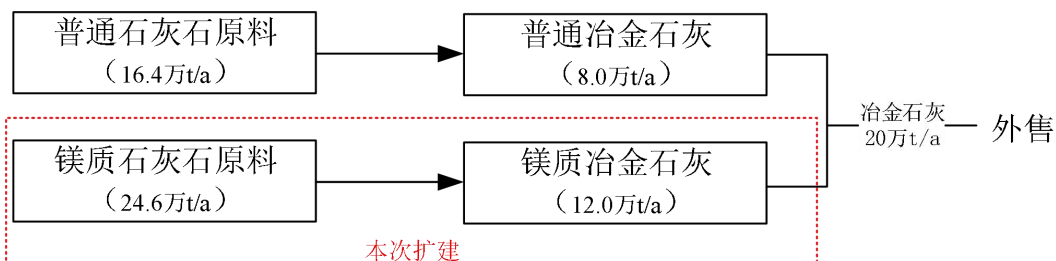 普通石灰石原料
（16.4万t/a）
普通冶金石灰
（8.0万t/a）
冶金石灰
20万t/a
外售
镁质石灰石原料
（24.6万t/a）
镁质冶金石灰
（12.0万t/a）
本次扩建